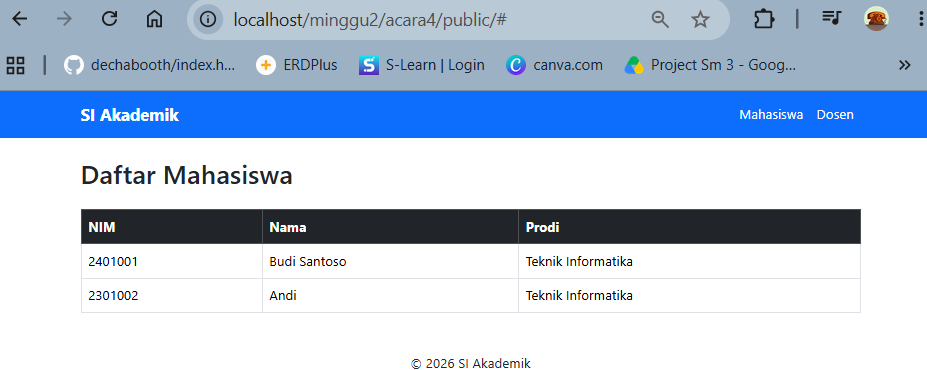 localhost/minggu2/acara4/public/#
dechabooth/index.h... ERDPlus S-Learn | Login canva.com Project Sm 3 - Goog...
SI Akademik Mahasiswa Dosen
Daftar Mahasiswa
NIM Nama Prodi
2401001 Budi Santoso Teknik Informatika
2301002 Andi Teknik Informatika
© 2026 SI Akademik